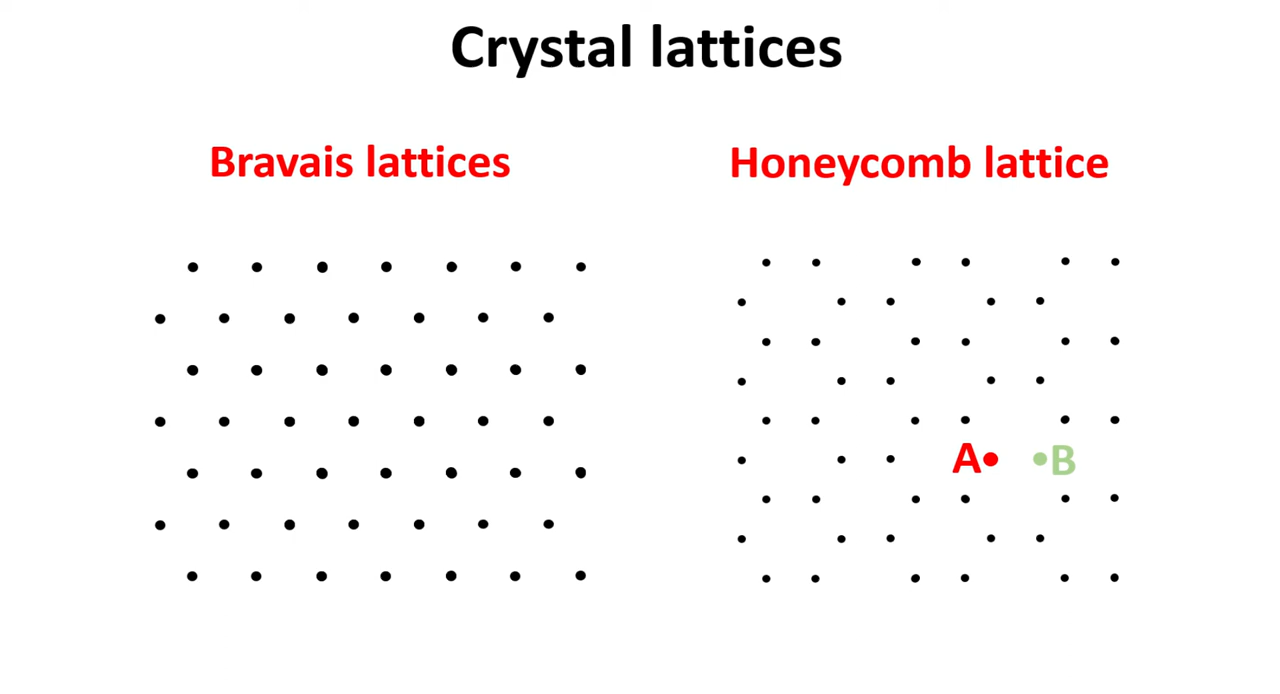 Crystal lattices
Bravais lattices
Honeycomb lattice
A
B